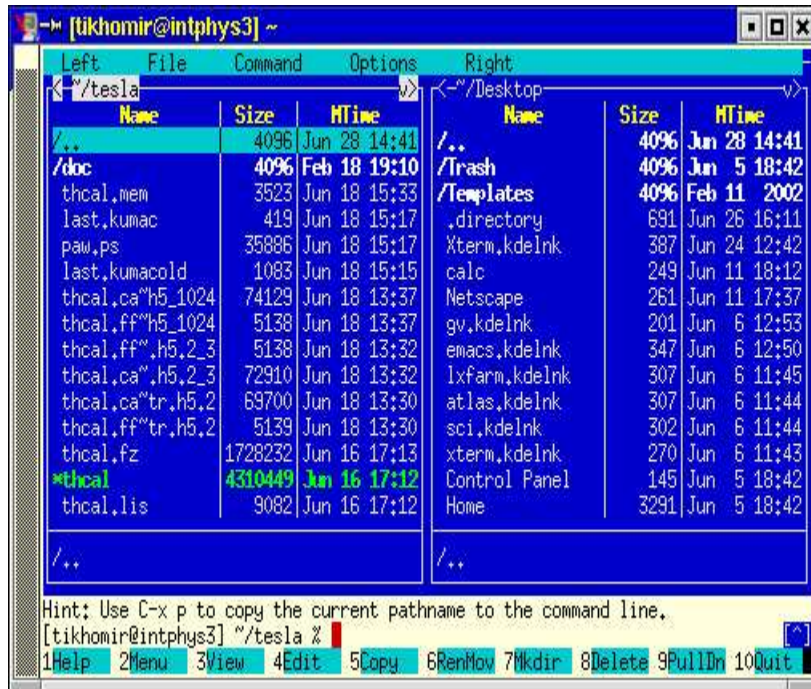 [tikhomir@intphys3] ~
Left File Command Options Right
<-~/tesla v> <-~/Desktop v>
Name Size MTime Name Size MTime
/.. 4096 Jun 28 14:41 /.. 4096 Jun 28 14:41
/doc 4096 Feb 18 19:10 /Trash 4096 Jun 5 18:42
thcal.mem 3523 Jun 18 15:33 /Templates 4096 Feb 11 2002
last.kumac 419 Jun 18 15:17 .directory 691 Jun 26 16:11
paw.ps 35886 Jun 18 15:17 Xterm.kdelnk 387 Jun 24 12:42
last.kumacold 1083 Jun 18 15:15 calc 249 Jun 11 18:12
thcal.ca~h5_1024 74129 Jun 18 13:37 Netscape 261 Jun 11 17:37
thcal.ff~h5_1024 5138 Jun 18 13:37 gv.kdelnk 201 Jun 6 12:53
thcal.ff~.h5.2_3 5138 Jun 18 13:32 emacs.kdelnk 347 Jun 6 12:50
thcal.ca~.h5.2_3 72910 Jun 18 13:32 lxfarm.kdelnk 307 Jun 6 11:45
thcal.ca~tr.h5.2 69700 Jun 18 13:30 atlas.kdelnk 307 Jun 6 11:44
thcal.ff~tr.h5.2 5139 Jun 18 13:30 sci.kdelnk 302 Jun 6 11:44
thcal.fz 1728232 Jun 16 17:13 xterm.kdelnk 270 Jun 6 11:43
*thcal 4310449 Jun 16 17:12 Control Panel 145 Jun 5 18:42
thcal.lis 9082 Jun 16 17:12 Home 3291 Jun 5 18:42
/.. /..
Hint: Use C-x p to copy the current pathname to the command line.
[tikhomir@intphys3] ~/tesla % [^]
1Help 2Menu 3View 4Edit 5Copy 6RenMov 7Mkdir 8Delete 9PullDn 10Quit